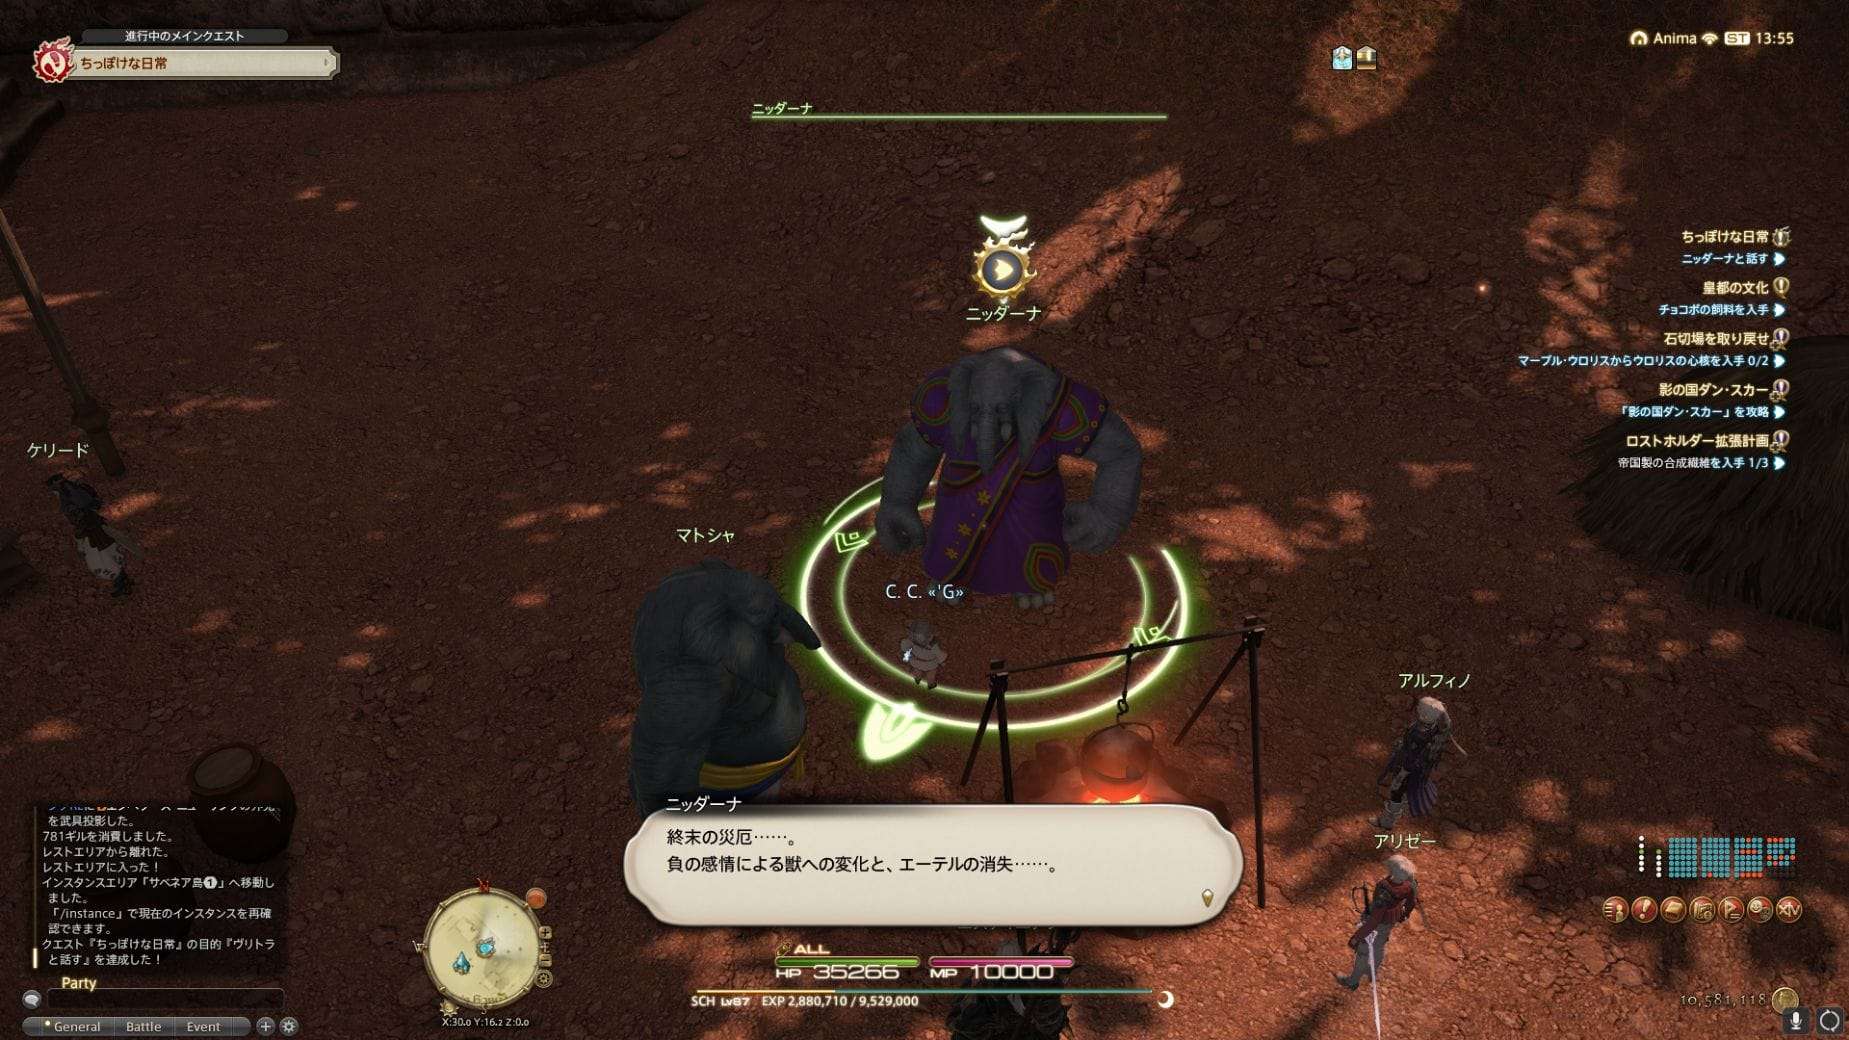 進行中のメインクエスト
ちっぽけな日常
Anima ST 13:55
ニッダーナ
ちっぽけな日常
ニッダーナと話す
皇都の文化
チョコボの飼料を入手
石切場を取り戻せ
マーブル・ウロリスからウロリスの心核を入手 0/2
影の国ダン・スカー
「影の国ダン・スカー」を攻略
ロストホルダー拡張計画
帝国製の合成繊維を入手 1/3
ニッダーナ
ケリード
マトシャ
C. C. «'G»
アルフィノ
アリゼー
ニッダーナ
終末の災厄……。
負の感情による獣への変化と、エーテルの消失……。
を武具投影した。
781ギルを消費しました。
レストエリアから離れた。
レストエリアに入った！
インスタンスエリア「サベネア島1」へ移動し
ました。
「/instance」で現在のインスタンスを再確
認できます。
クエスト『ちっぽけな日常』の目的『ヴリトラ
と話す』を達成した！
Party
General Battle Event
X:30.0 Y:16.2 Z:0.0
ALL
HP 35266 MP 10000
SCH Lv87 EXP 2,880,710 / 9,529,000
10,581,118